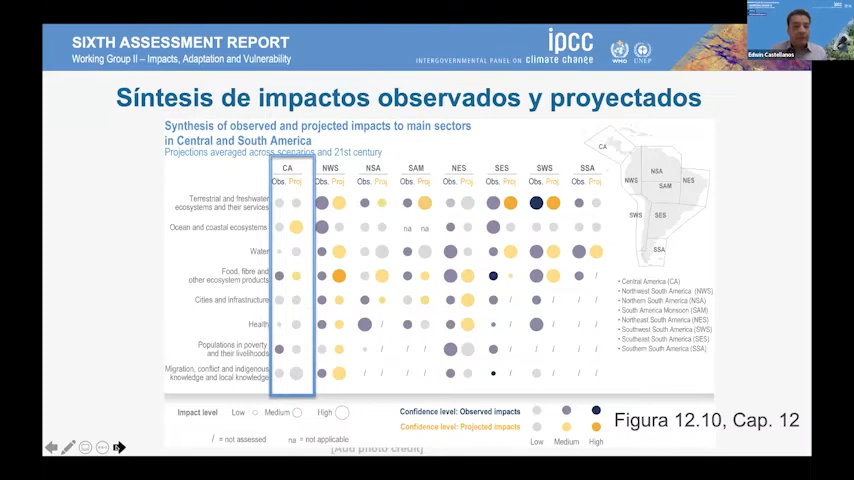 SIXTH ASSESSMENT REPORT
Working Group II – Impacts, Adaptation and Vulnerability
ipcc
INTERGOVERNMENTAL PANEL ON climate change
WMO
UNEP
Edwin Castellanos
Síntesis de impactos observados y proyectados
Synthesis of observed and projected impacts to main sectors
in Central and South America
Projections averaged across scenarios and 21st century
CA NWS NSA SAM NES SES SWS SSA
Obs. Proj Obs. Proj Obs. Proj Obs. Proj Obs. Proj Obs. Proj Obs. Proj Obs. Proj
Terrestrial and freshwater
ecosystems and their services
Ocean and coastal ecosystems na na
Water
Food, fibre and
other ecosystem products /
Cities and infrastructure / / / /
Health / / / / /
Populations in poverty
and their livelihoods / / / / / / / /
Migration, conflict and indigenous
knowledge and local knowledge / / / / / / / /
CA
NSA
NWS
SAM
NES
SWS
SES
SSA
• Central America (CA)
• Northwest South America (NWS)
• Northern South America (NSA)
• South America Monsoon (SAM)
• Northeast South America (NES)
• Southwest South America (SWS)
• Southeast South America (SES)
• Southern South America (SSA)
Impact level Low Medium High
/ = not assessed na = not applicable
Confidence level: Observed impacts
Confidence level: Projected impacts
Low Medium High
Figura 12.10, Cap. 12
[Add photo credit]